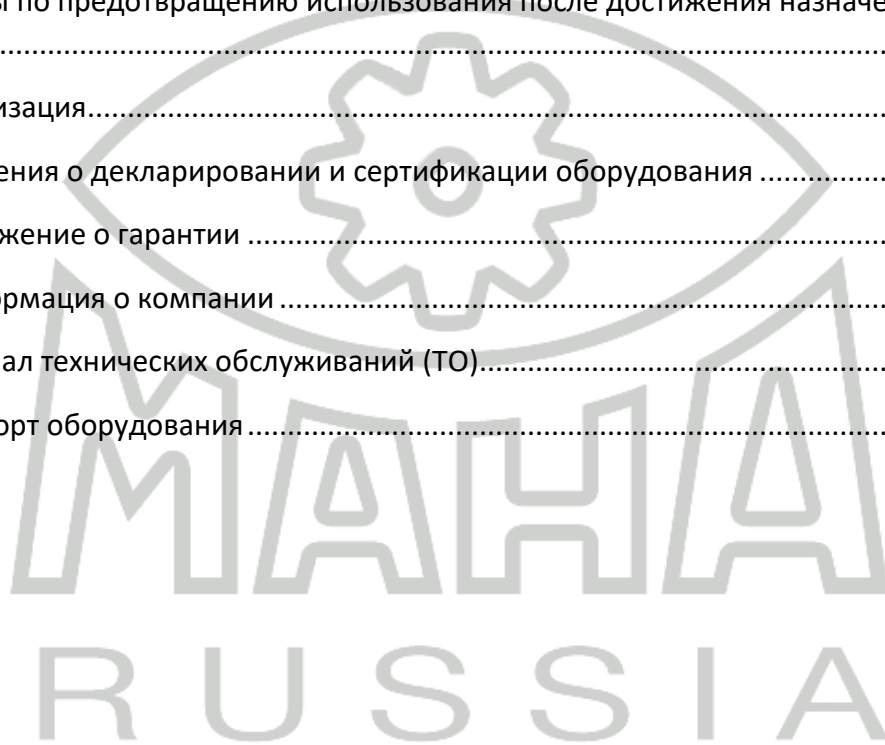 ы по предотвращению использования после достижения назначе
................................................................................................
изация................................................................................................
ения о декларировании и сертификации оборудования ................
жение о гарантии ................................................................................
ормация о компании ............................................................................
ал технических обслуживаний (ТО)....................................................
орт оборудования ................................................................................
MAHA
RUSSIA